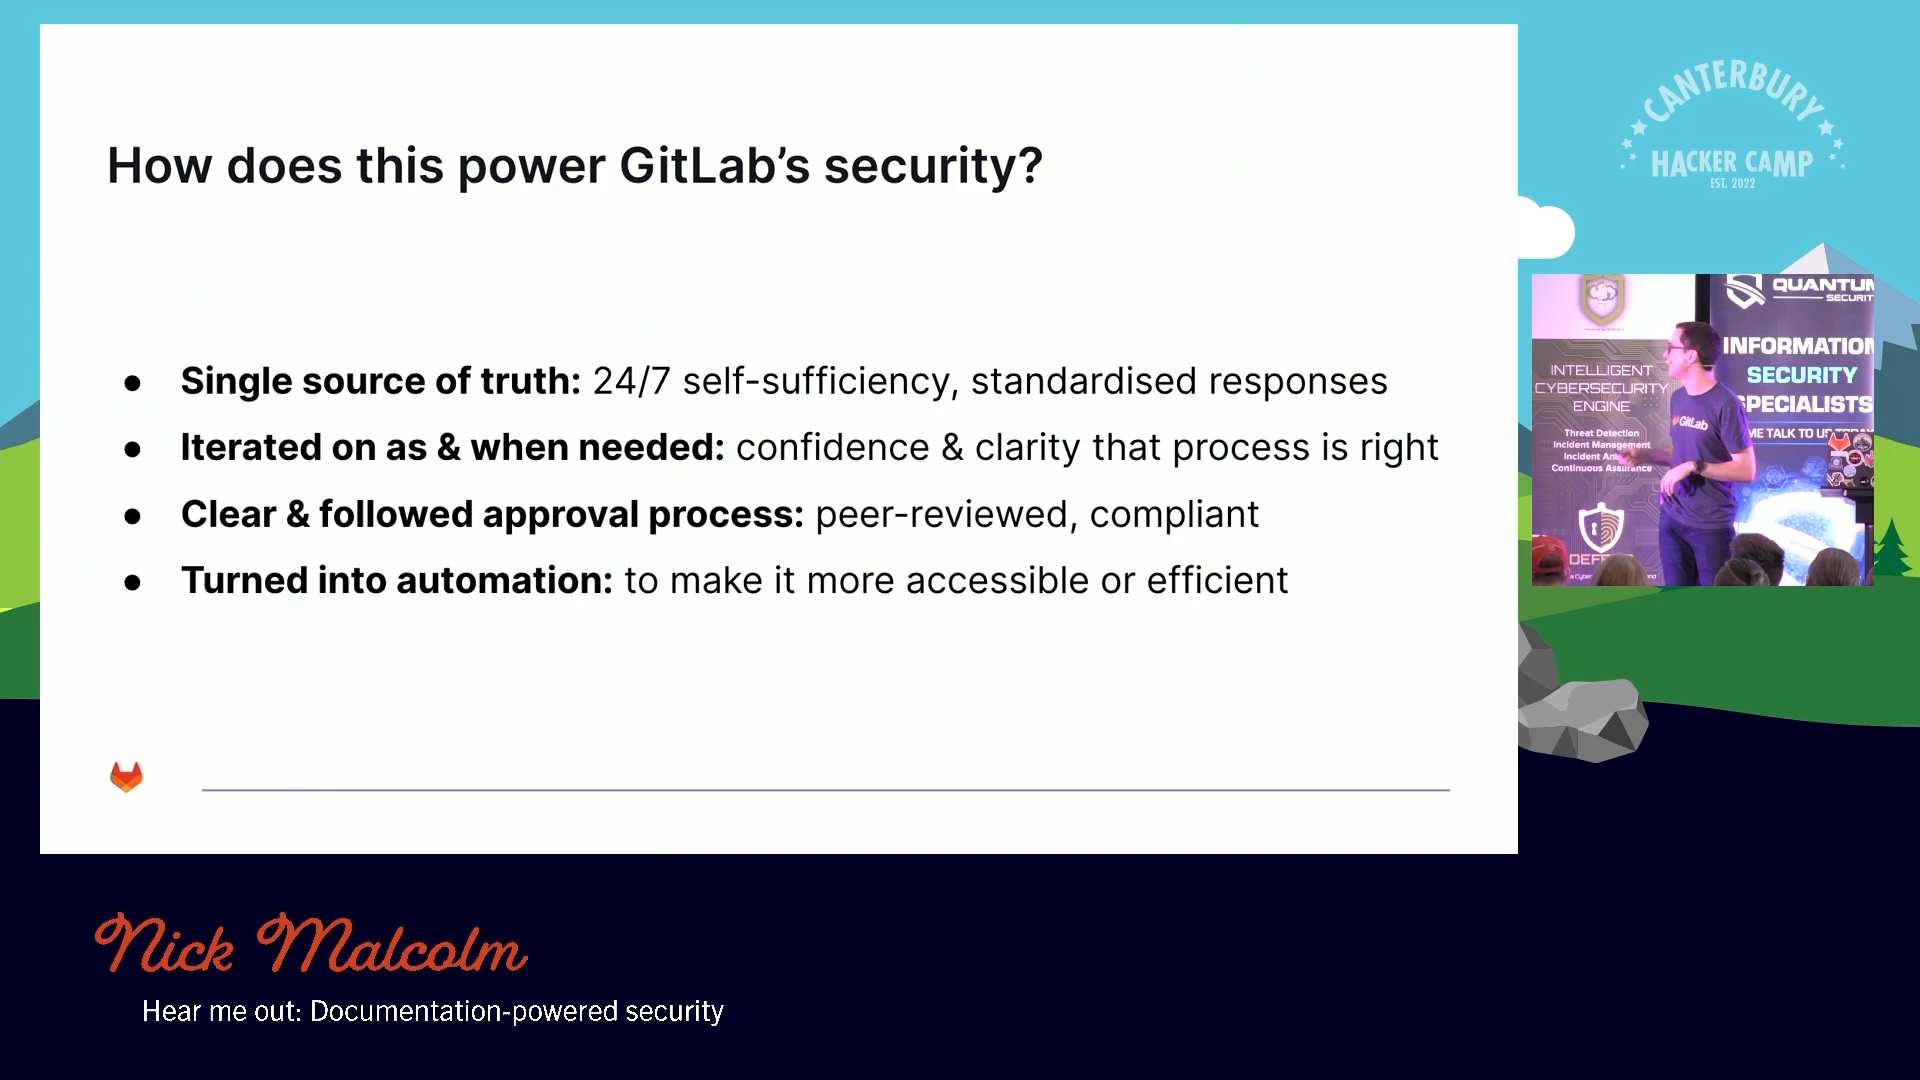 How does this power GitLab’s security?
● Single source of truth: 24/7 self-sufficiency, standardised responses
● Iterated on as & when needed: confidence & clarity that process is right
● Clear & followed approval process: peer-reviewed, compliant
● Turned into automation: to make it more accessible or efficient
CANTERBURY
HACKER CAMP
EST. 2022
INTELLIGENT
CYBERSECURITY
ENGINE
Threat Detection
Incident Management
Incident
Continuous Assurance
GitLab
INFORMATION
SECURITY
SPECIALISTS
Nick Malcolm
Hear me out: Documentation-powered security